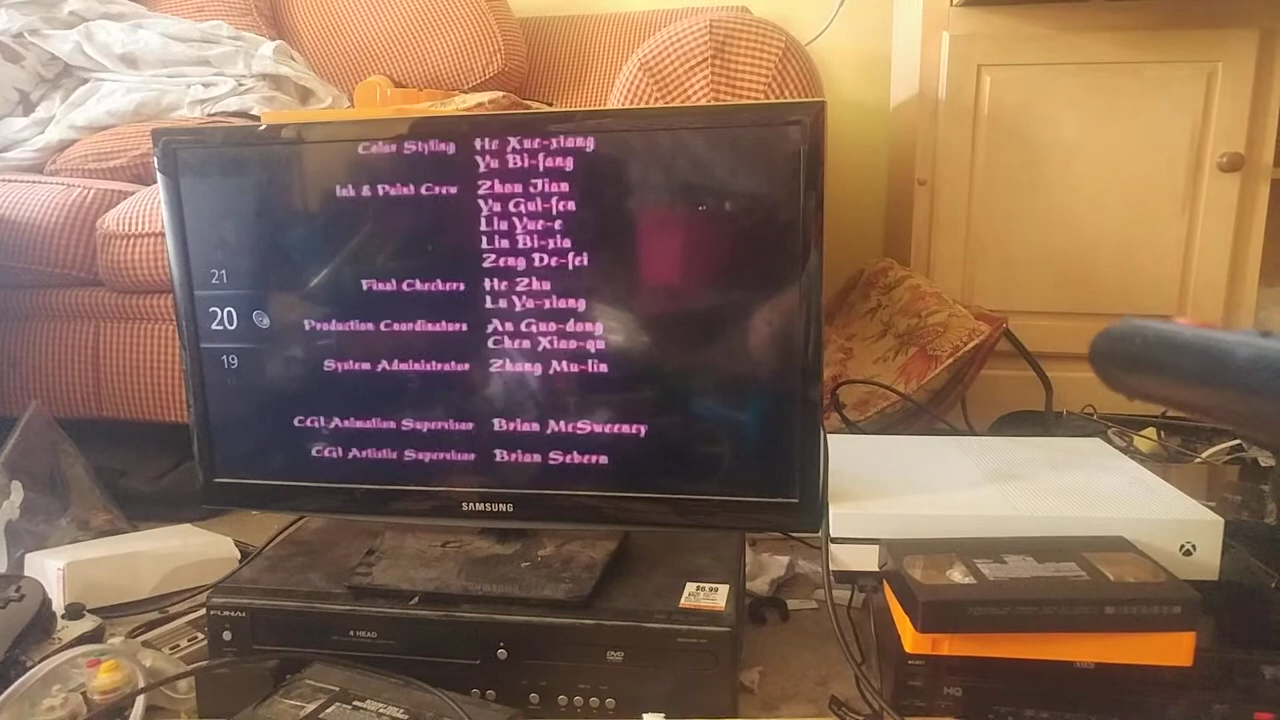 Color Styling He Xue-xiang
Yu Bi-fang
Ink & Paint Crew Zhou Jian
Yu Gui-fen
Liu Yue-e
Lin Bi-xia
Zeng De-fei
21
Final Checkers He Zhu
Lu Ya-xiang
20
Production Coordinators An Guo-dong
Chen Xiao-qu
19
System Administrator Zhang Mu-lin
CGI Animation Supervisor Brian McSweeney
CGI Artistic Supervisor Brian Sebern
SAMSUNG
SAMSUNG
$6.99
FUNAI
4 HEAD
DVD
HQ